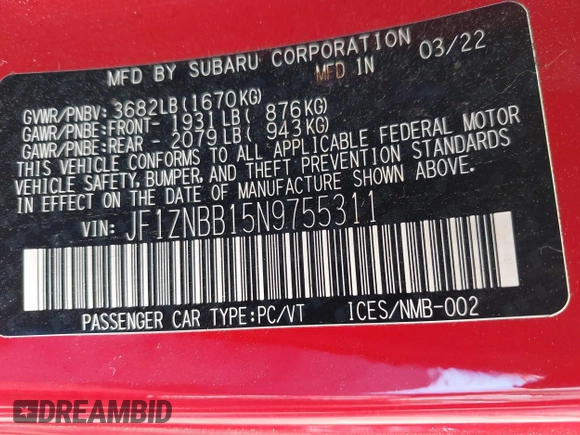 MFD BY SUBARU CORPORATION 03/22
MFD IN
GVWR/PNBV: 3682LB(1670KG)
GAWR/PNBE:FRONT- 1931LB( 876KG)
GAWR/PNBE:REAR - 2079LB( 943KG)
THIS VEHICLE CONFORMS TO ALL APPLICABLE FEDERAL MOTOR
VEHICLE SAFETY, BUMPER, AND THEFT PREVENTION STANDARDS
IN EFFECT ON THE DATE OF MANUFACTURE SHOWN ABOVE.
VIN: JF1ZNBB15N9755311
PASSENGER CAR TYPE:PC/VT ICES/NMB-002
DREAMBID